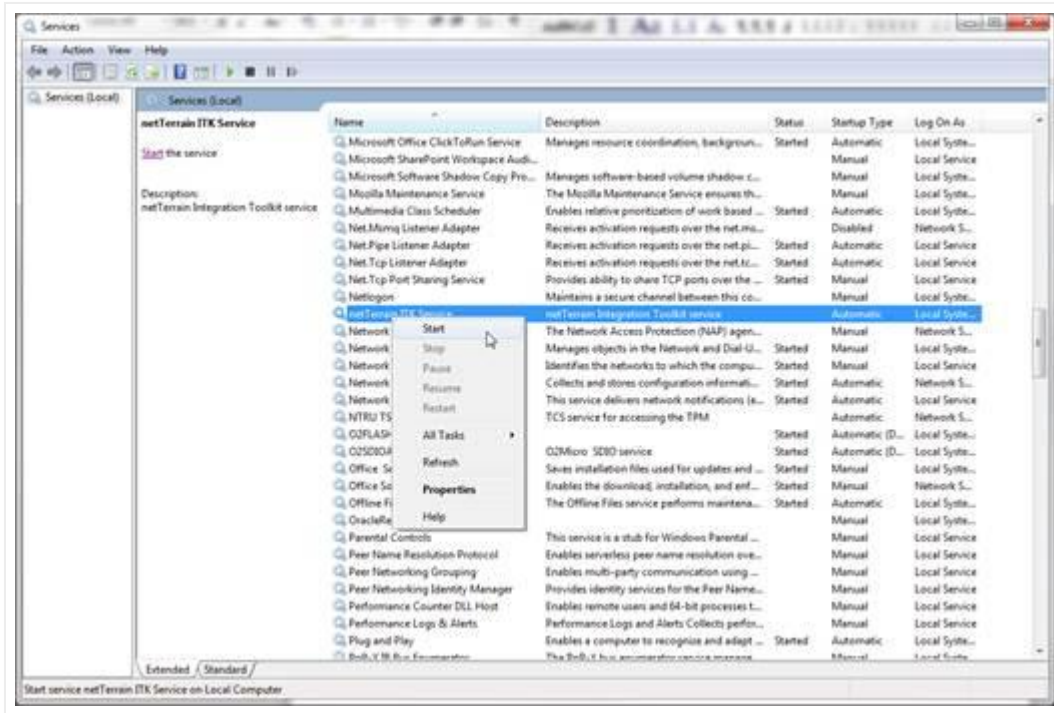 Services
File Action View Help
Services (Local)
Services (Local)
netTerrain ITK Service
Start the service
Description:
netTerrain Integration Toolkit service
Name Description Status Startup Type Log On As
Microsoft Office ClickToRun Service Manages resource coordination, backgroun... Started Automatic Local Syste...
Microsoft SharePoint Workspace Audi... Manual Local Service
Microsoft Software Shadow Copy Pro... Manages software-based volume shadow c... Manual Local Syste...
Mozilla Maintenance Service The Mozilla Maintenance Service ensures th... Manual Local Syste...
Multimedia Class Scheduler Enables relative prioritization of work based ... Started Automatic Local Syste...
Net.Msmq Listener Adapter Receives activation requests over the net.ms... Disabled Network S...
Net.Pipe Listener Adapter Receives activation requests over the net.pi... Started Automatic Local Service
Net.Tcp Listener Adapter Receives activation requests over the net.tc... Started Automatic Local Service
Net.Tcp Port Sharing Service Provides ability to share TCP ports over the ... Started Manual Local Service
Netlogon Maintains a secure channel between this co... Manual Local Syste...
netTerrain ITK Service netTerrain Integration Toolkit service Automatic Local Syste...
Network The Network Access Protection (NAP) agen... Manual Network S...
Network Manages objects in the Network and Dial-U... Started Manual Local Syste...
Network Identifies the networks to which the compu... Started Manual Local Service
Network Collects and stores configuration informati... Started Automatic Network S...
Network This service delivers network notifications (e... Started Automatic Local Service
NTRU TS TCS service for accessing the TPM Automatic Network S...
O2FLASH Started Automatic (D... Local Syste...
O2SDIOA O2Micro SDIO service Started Automatic (D... Local Syste...
Office So Saves installation files used for updates and ... Started Manual Local Syste...
Office So Enables the download, installation, and enf... Started Manual Network S...
Offline Fi The Offline Files service performs maintena... Started Automatic Local Syste...
OracleRe Manual Local Syste...
Parental Controls This service is a stub for Windows Parental ... Manual Local Service
Peer Name Resolution Protocol Enables serverless peer name resolution ove... Manual Local Service
Peer Networking Grouping Enables multi-party communication using ... Manual Local Service
Peer Networking Identity Manager Provides identity services for the Peer Name... Manual Local Service
Performance Counter DLL Host Enables remote users and 64-bit processes t... Manual Local Service
Performance Logs & Alerts Performance Logs and Alerts Collects perfor... Manual Local Service
Plug and Play Enables a computer to recognize and adapt ... Started Automatic Local Syste...
PnP-X IP Bus Enumerator The PnP-X bus enumerator service manage... Manual Local Syste...
Start
Stop
Pause
Resume
Restart
All Tasks
Refresh
Properties
Help
Extended Standard
Start service netTerrain ITK Service on Local Computer